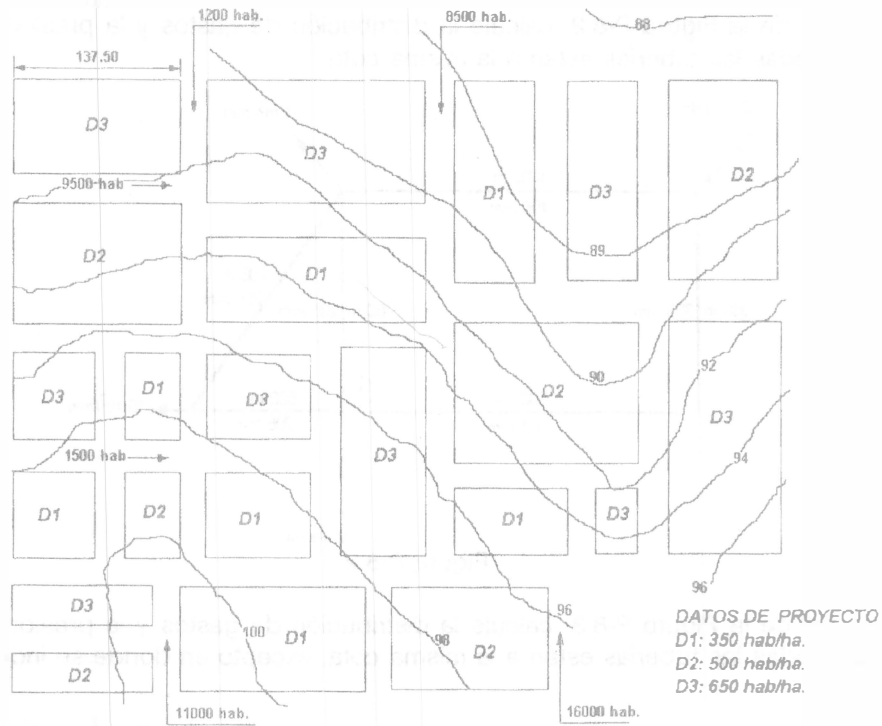 1200 hab.
8500 hab.
88
137.50
D3
D3
D1
D3
D2
9500 hab
D2
D1
89
D3
D1
D3
D2
90
92
D3
D3
94
1500 hab
D1
D2
D1
D1
D3
96
D3
D2
D1
100
98
D2
96
11000 hab.
16000 hab.
DATOS DE PROYECTO
D1: 350 hab/ha.
D2: 500 hab/ha.
D3: 650 hab/ha.